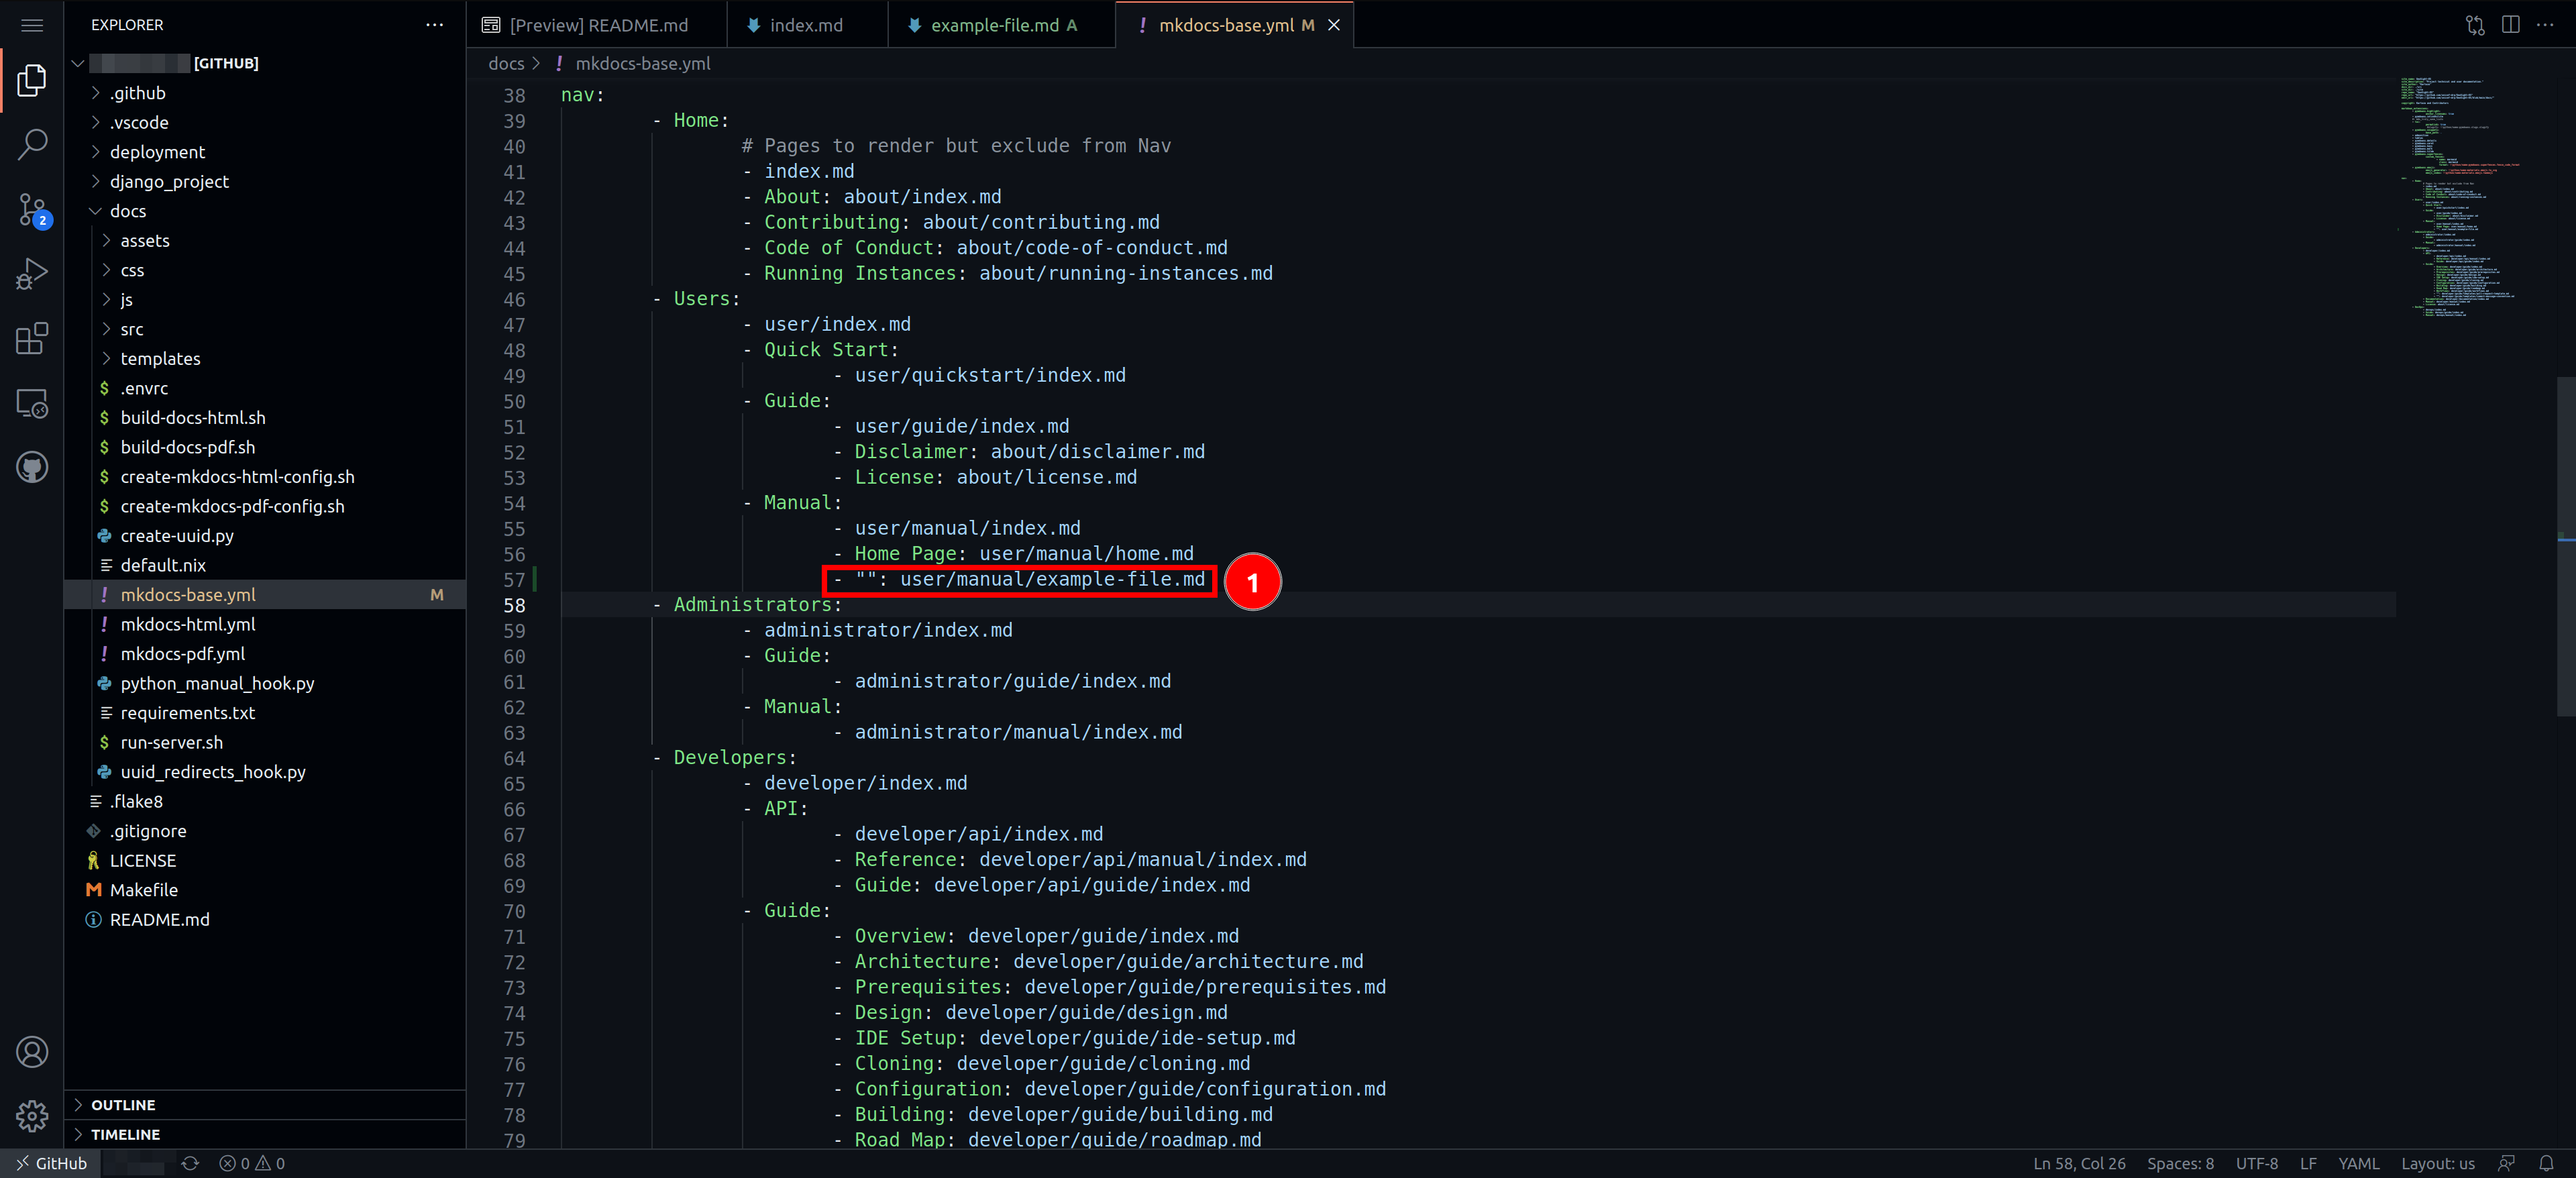 EXPLORER
[GITHUB]
.github
.vscode
deployment
django_project
docs
assets
css
js
src
templates
.envrc
build-docs-html.sh
build-docs-pdf.sh
create-mkdocs-html-config.sh
create-mkdocs-pdf-config.sh
create-uuid.py
default.nix
mkdocs-base.yml M
mkdocs-html.yml
mkdocs-pdf.yml
python_manual_hook.py
requirements.txt
run-server.sh
uuid_redirects_hook.py
.flake8
.gitignore
LICENSE
Makefile
README.md
OUTLINE
TIMELINE
2
[Preview] README.md
index.md
example-file.md A
mkdocs-base.yml M
docs > ! mkdocs-base.yml
38 nav:
39 - Home:
40 # Pages to render but exclude from Nav
41 - index.md
42 - About: about/index.md
43 - Contributing: about/contributing.md
44 - Code of Conduct: about/code-of-conduct.md
45 - Running Instances: about/running-instances.md
46 - Users:
47 - user/index.md
48 - Quick Start:
49 - user/quickstart/index.md
50 - Guide:
51 - user/guide/index.md
52 - Disclaimer: about/disclaimer.md
53 - License: about/license.md
54 - Manual:
55 - user/manual/index.md
56 - Home Page: user/manual/home.md
57 - "": user/manual/example-file.md
1
58 - Administrators:
59 - administrator/index.md
60 - Guide:
61 - administrator/guide/index.md
62 - Manual:
63 - administrator/manual/index.md
64 - Developers:
65 - developer/index.md
66 - API:
67 - developer/api/index.md
68 - Reference: developer/api/manual/index.md
69 - Guide: developer/api/guide/index.md
70 - Guide:
71 - Overview: developer/guide/index.md
72 - Architecture: developer/guide/architecture.md
73 - Prerequisites: developer/guide/prerequisites.md
74 - Design: developer/guide/design.md
75 - IDE Setup: developer/guide/ide-setup.md
76 - Cloning: developer/guide/cloning.md
77 - Configuration: developer/guide/configuration.md
78 - Building: developer/guide/building.md
79 - Road Map: developer/guide/roadmap.md
GitHub
0 0
Ln 58, Col 26
Spaces: 8
UTF-8
LF
YAML
Layout: us